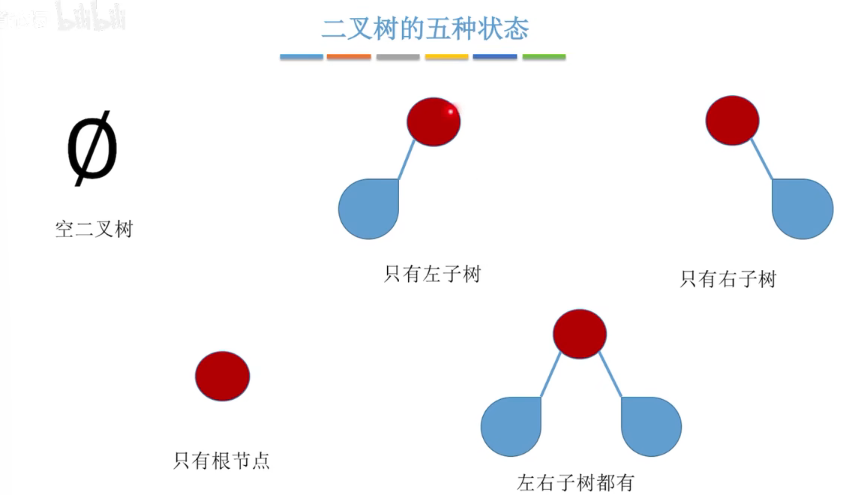 bilibili
二叉树的五种状态
Ø
空二叉树
只有左子树
只有右子树
只有根节点
左右子树都有